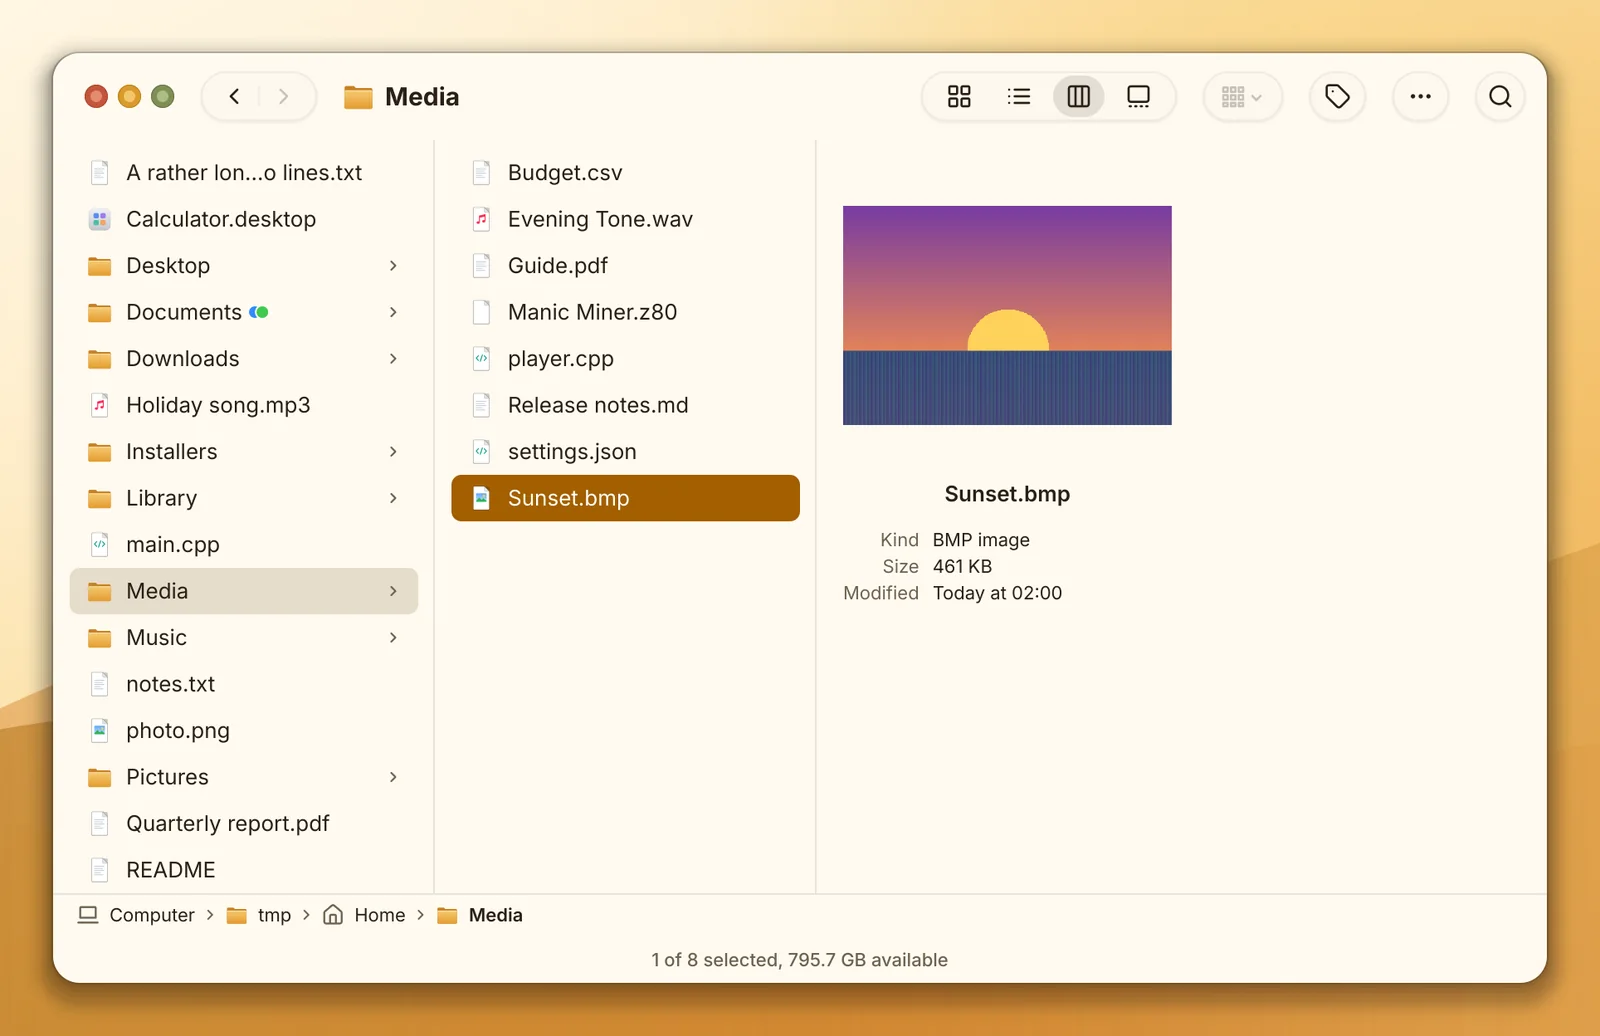 Media
A rather lon...o lines.txt
Calculator.desktop
Desktop
Documents
Downloads
Holiday song.mp3
Installers
Library
main.cpp
Media
Music
notes.txt
photo.png
Pictures
Quarterly report.pdf
README
Budget.csv
Evening Tone.wav
Guide.pdf
Manic Miner.z80
player.cpp
Release notes.md
settings.json
Sunset.bmp
Sunset.bmp
Kind BMP image
Size 461 KB
Modified Today at 02:00
Computer tmp Home Media
1 of 8 selected, 795.7 GB available